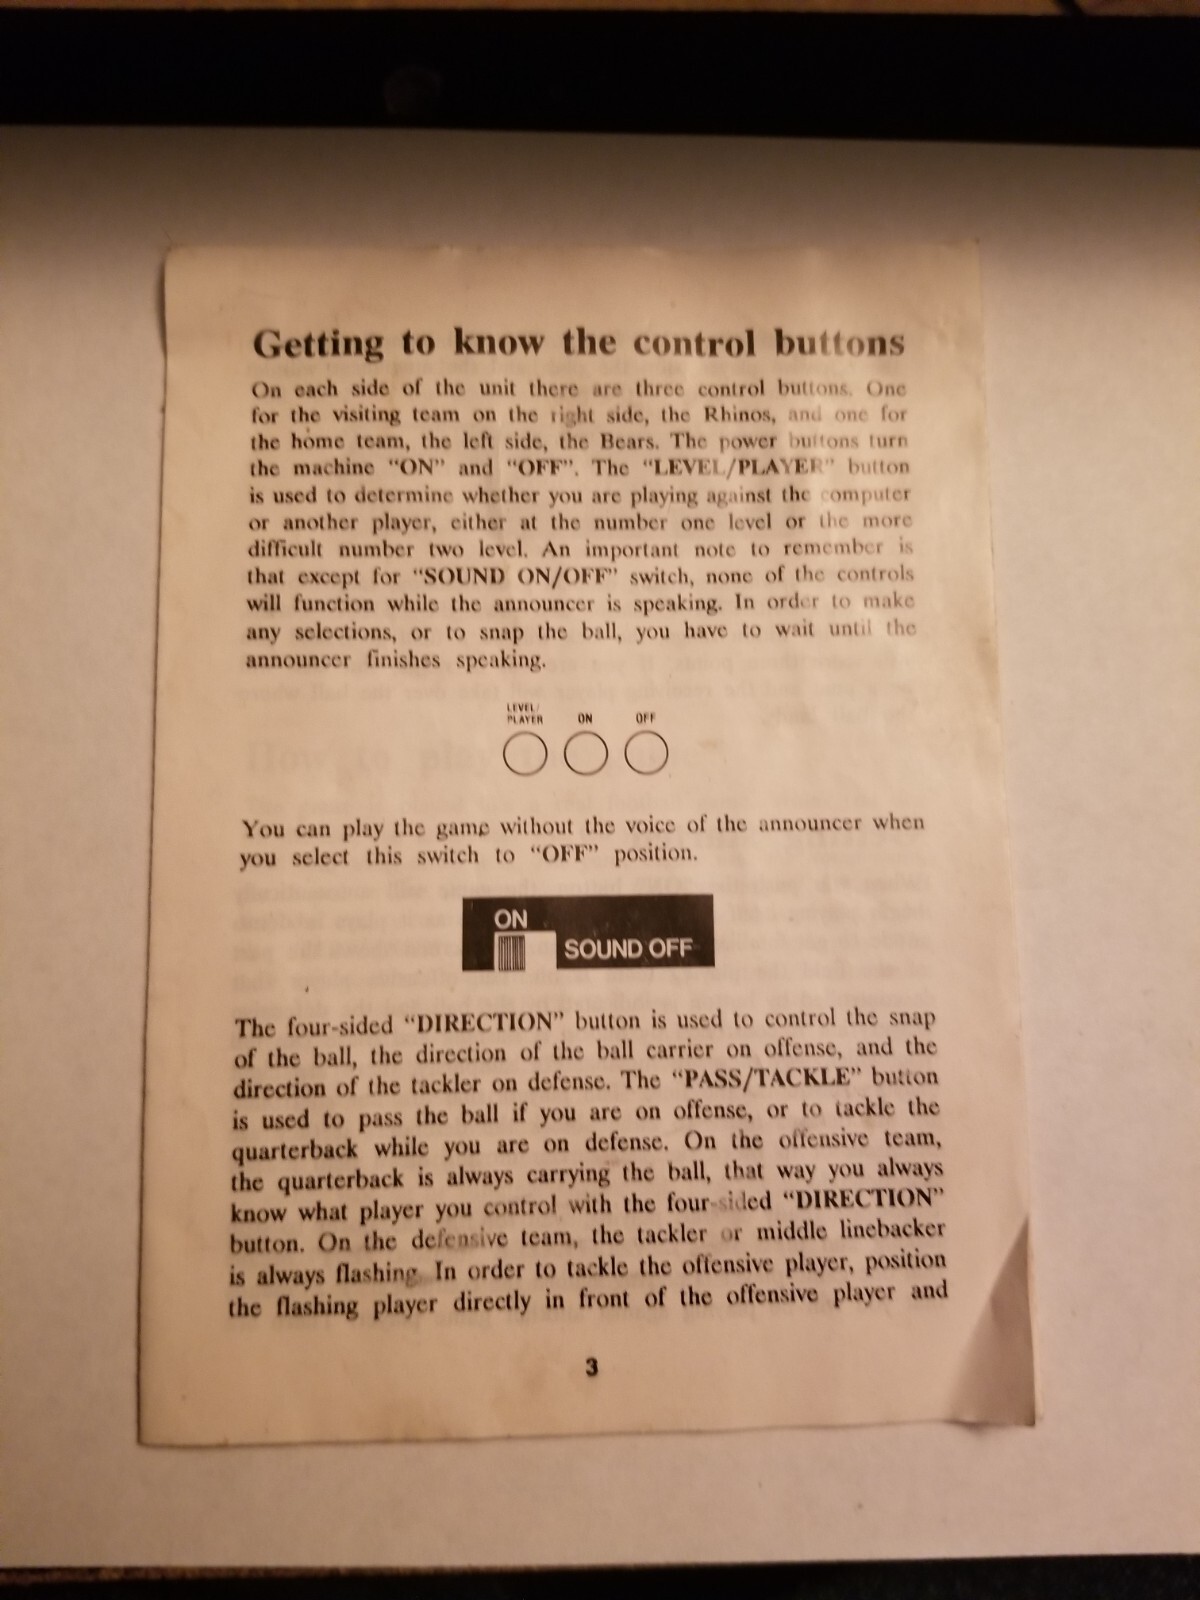 Getting to know the control buttons
On each side of the unit there are three control buttons. One
for the visiting team on the right side, the Rhinos, and one for
the home team, the left side, the Bears. The power buttons turn
the machine “ON” and “OFF”. The “LEVEL/PLAYER” button
is used to determine whether you are playing against the computer
or another player, either at the number one level or the more
difficult number two level. An important note to remember is
that except for “SOUND ON/OFF” switch, none of the controls
will function while the announcer is speaking. In order to make
any selections, or to snap the ball, you have to wait until the
announcer finishes speaking.
LEVEL/
PLAYER ON OFF
You can play the game without the voice of the announcer when
you select this switch to “OFF” position.
ON
SOUND OFF
The four-sided “DIRECTION” button is used to control the snap
of the ball, the direction of the ball carrier on offense, and the
direction of the tackler on defense. The “PASS/TACKLE” button
is used to pass the ball if you are on offense, or to tackle the
quarterback while you are on defense. On the offensive team,
the quarterback is always carrying the ball, that way you always
know what player you control with the four-sided “DIRECTION”
button. On the defensive team, the tackler or middle linebacker
is always flashing. In order to tackle the offensive player, position
the flashing player directly in front of the offensive player and
3